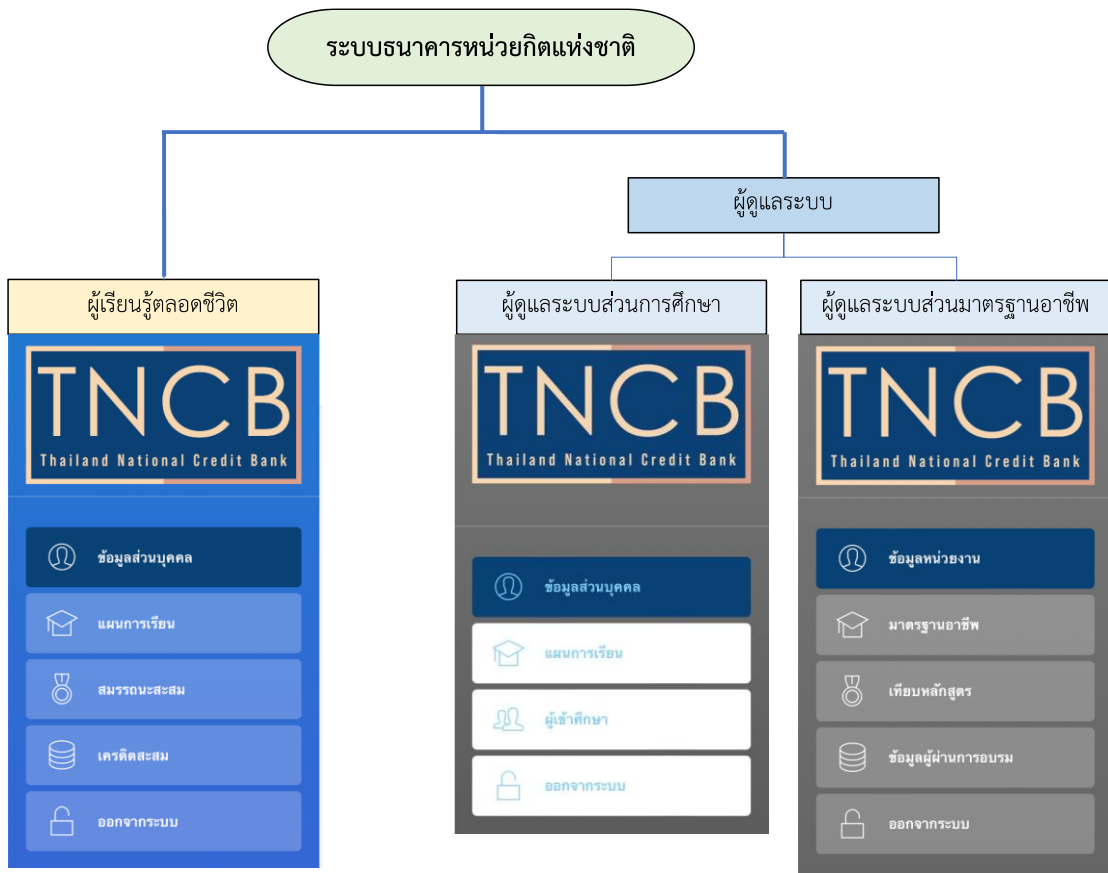 ระบบธนาคารหน่วยกิตแห่งชาติ
ผู้ดูแลระบบ
ผู้เรียนรู้ตลอดชีวิต
TNCB
Thailand National Credit Bank
ข้อมูลส่วนบุคคล
แผนการเรียน
สมรรถนะสะสม
เครดิตสะสม
ออกจากระบบ
ผู้ดูแลระบบส่วนการศึกษา
TNCB
Thailand National Credit Bank
ข้อมูลส่วนบุคคล
แผนการเรียน
ผู้เข้าศึกษา
ออกจากระบบ
ผู้ดูแลระบบส่วนมาตรฐานอาชีพ
TNCB
Thailand National Credit Bank
ข้อมูลหน่วยงาน
มาตรฐานอาชีพ
เทียบหลักสูตร
ข้อมูลผู้ผ่านการอบรม
ออกจากระบบ